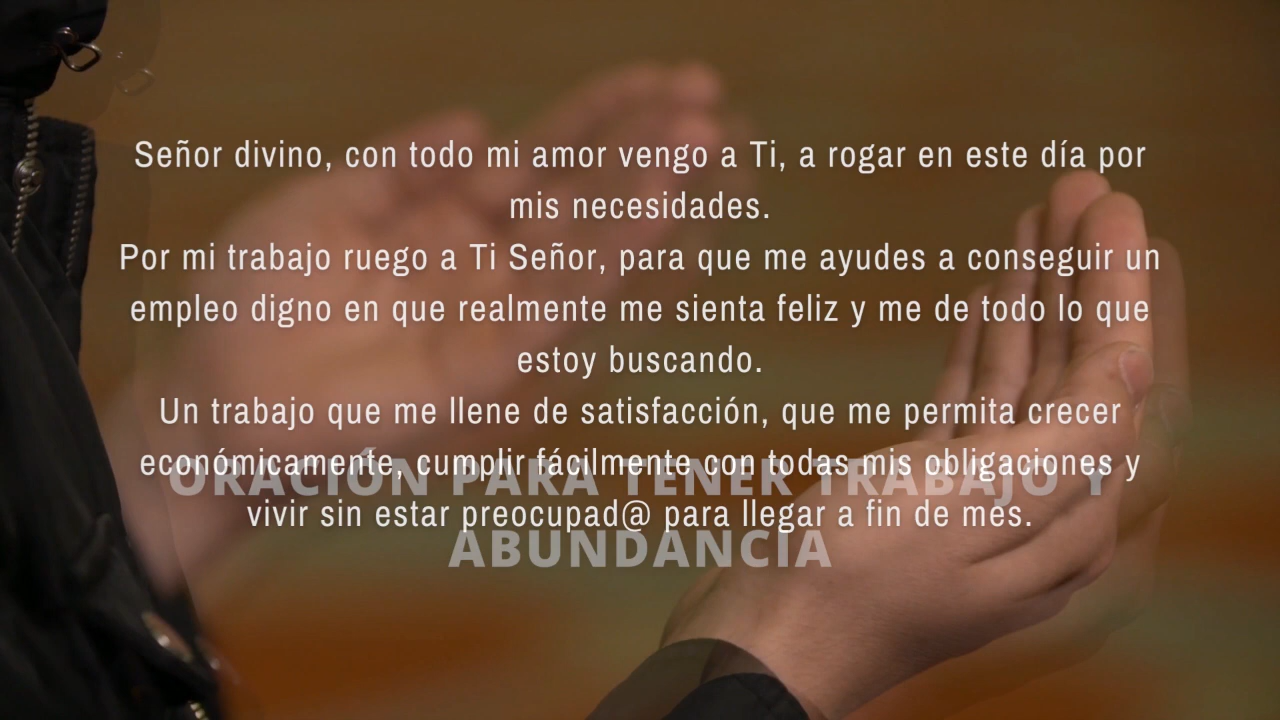 Señor divino, con todo mi amor vengo a Ti, a rogar en este día por
mis necesidades.
Por mi trabajo ruego a Ti Señor, para que me ayudes a conseguir un
empleo digno en que realmente me sienta feliz y me de todo lo que
estoy buscando.
Un trabajo que me llene de satisfacción, que me permita crecer
económicamente, cumplir fácilmente con todas mis obligaciones y
vivir sin estar preocupad@ para llegar a fin de mes.
ORACIÓN PARA TENER TRABAJO Y
ABUNDANCIA